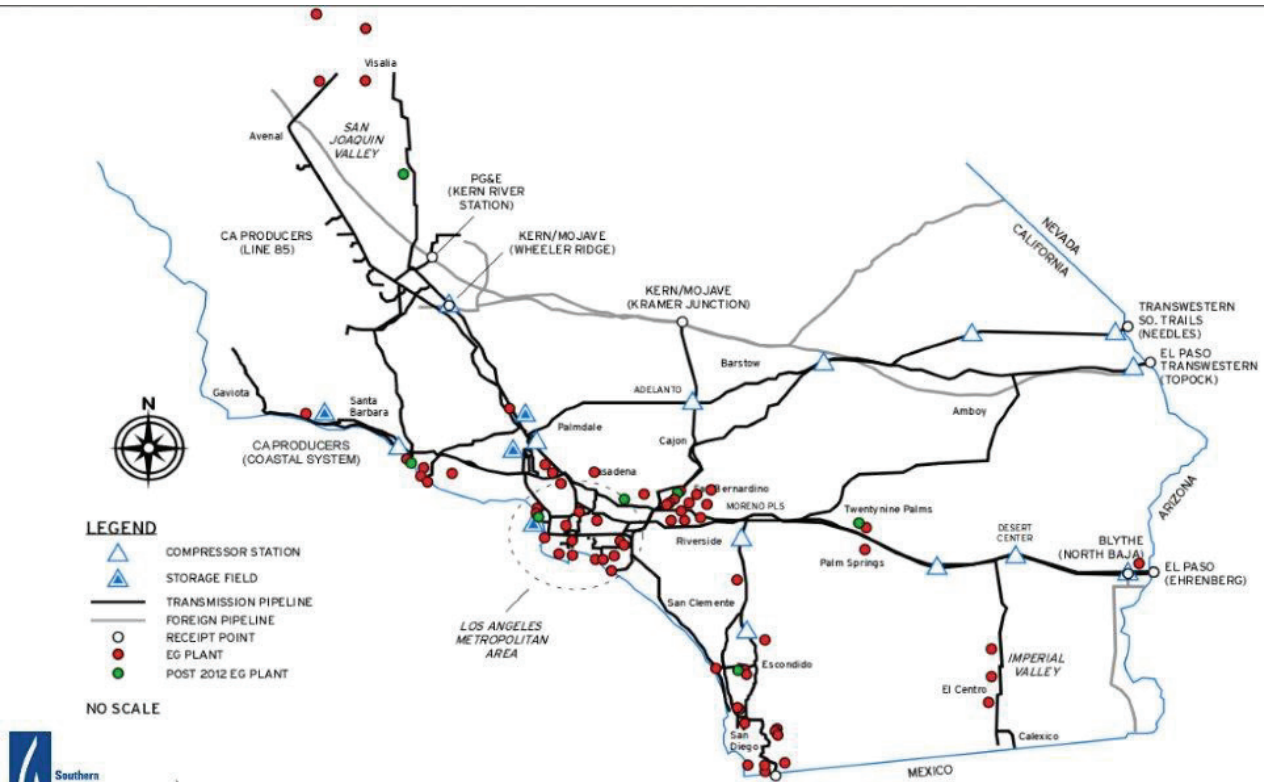 Visalia
Avenal
SAN
JOAQUIN
VALLEY
PG&E
(KERN RIVER
STATION)
CA PRODUCERS
(LINE 85)
KERN/MOJAVE
(WHEELER RIDGE)
KERN/MOJAVE
(KRAMER JUNCTION)
NEVADA
CALIFORNIA
TRANSWESTERN
SO. TRAILS
(NEEDLES)
EL PASO
TRANSWESTERN
(TOPOCK)
Barstow
ADELANTO
Amboy
Gaviota
Santa
Barbara
N
CA PRODUCERS
(COASTAL SYSTEM)
Palmdale
Cajon
Pasadena
San Bernardino
MORENO PLS
Twentynine Palms
ARIZONA
LEGEND
COMPRESSOR STATION
STORAGE FIELD
TRANSMISSION PIPELINE
FOREIGN PIPELINE
RECEIPT POINT
EG PLANT
POST 2012 EG PLANT
NO SCALE
Riverside
Palm Springs
DESERT
CENTER
BLYTHE
(NORTH BAJA)
EL PASO
(EHRENBERG)
San Clemente
LOS ANGELES
METROPOLITAN
AREA
Escondido
IMPERIAL
VALLEY
El Centro
San
Diego
Calexico
MEXICO
Southern